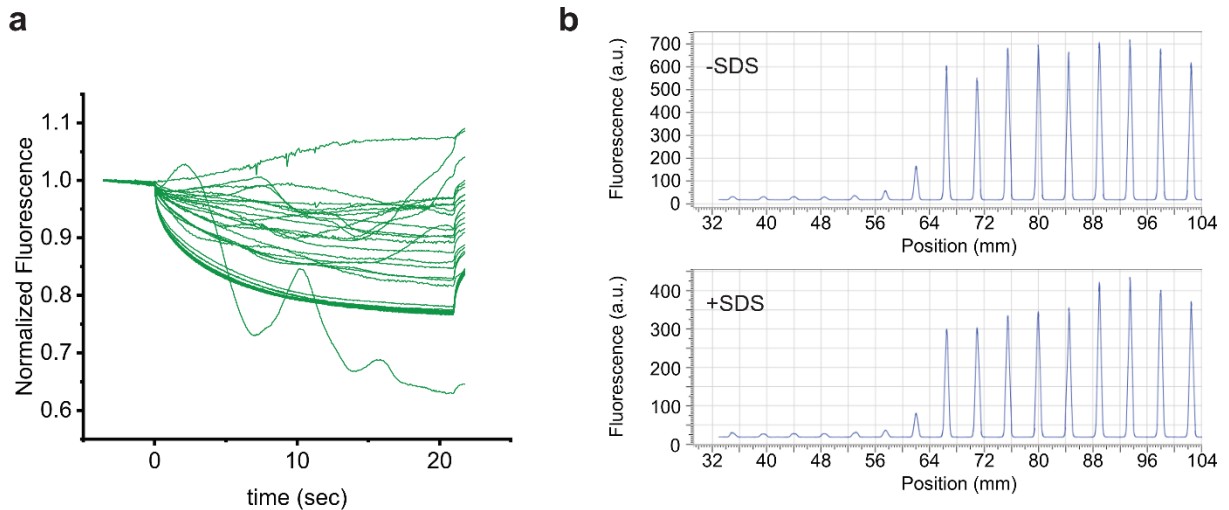 a
Normalized Fluorescence
1.1
1.0
0.9
0.8
0.7
0.6
0 10 20
time (sec)
b
Fluorescence (a.u.)
700
600
500
400
300
200
100
0
-SDS
32 40 48 56 64 72 80 88 96 104
Position (mm)
Fluorescence (a.u.)
400
300
200
100
0
+SDS
32 40 48 56 64 72 80 88 96 104
Position (mm)